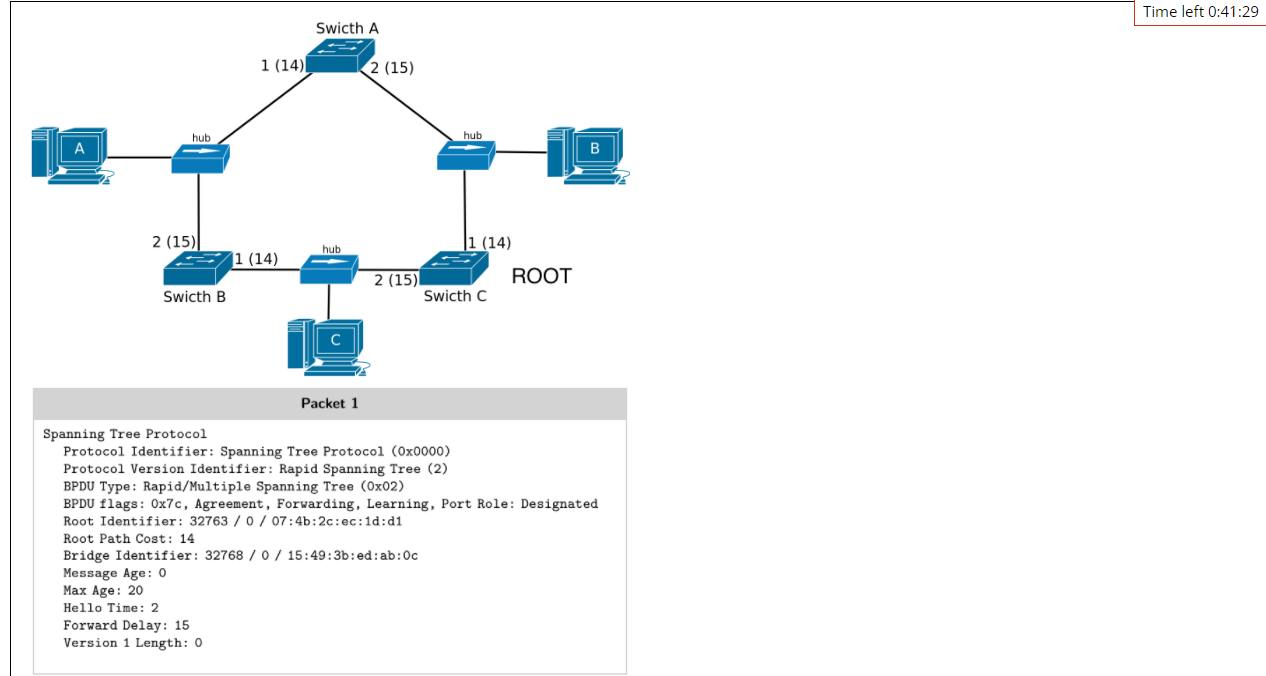 Time left 0:41:29
Swicth A
1 (14)
2 (15)
hub
hub
A
B
2 (15)
1 (14)
hub
1 (14)
2 (15)
ROOT
Swicth B
Swicth C
C
Packet 1
Spanning Tree Protocol
Protocol Identifier: Spanning Tree Protocol (0x0000)
Protocol Version Identifier: Rapid Spanning Tree (2)
BPDU Type: Rapid/Multiple Spanning Tree (0x02)
BPDU flags: 0x7c, Agreement, Forwarding, Learning, Port Role: Designated
Root Identifier: 32763 / 0 / 07:4b:2c:ec:1d:d1
Root Path Cost: 14
Bridge Identifier: 32768 / 0 / 15:49:3b:ed:ab:0c
Message Age: 0
Max Age: 20
Hello Time: 2
Forward Delay: 15
Version 1 Length: 0